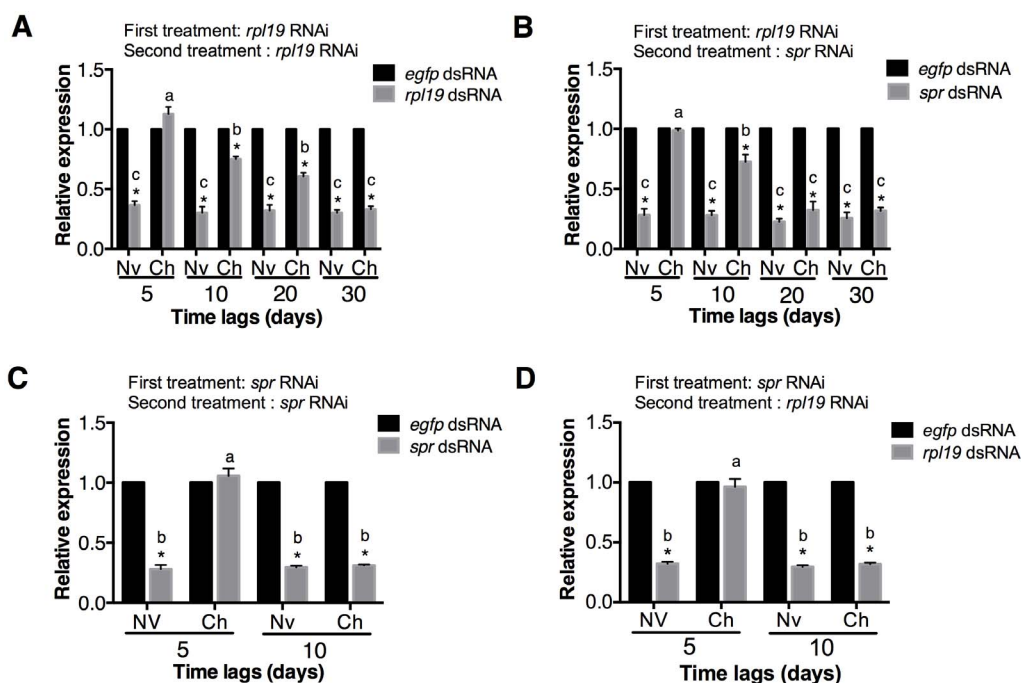 A
First treatment: rpl19 RNAi
Second treatment : rpl19 RNAi
egfp dsRNA
rpl19 dsRNA
Relative expression
1.5
1.0
0.5
0.0
c
*
a
c
*
b
*
c
*
b
*
c
*
c
*
Nv Ch Nv Ch Nv Ch Nv Ch
5 10 20 30
Time lags (days)
B
First treatment: rpl19 RNAi
Second treatment : spr RNAi
egfp dsRNA
spr dsRNA
Relative expression
1.5
1.0
0.5
0.0
c
*
a
c
*
b
*
c
*
c
*
c
*
c
*
Nv Ch Nv Ch Nv Ch Nv Ch
5 10 20 30
Time lags (days)
C
First treatment: spr RNAi
Second treatment : spr RNAi
egfp dsRNA
spr dsRNA
Relative expression
1.5
1.0
0.5
0.0
b
*
a
b
*
b
*
NV Ch Nv Ch
5 10
Time lags (days)
D
First treatment: spr RNAi
Second treatment : rpl19 RNAi
egfp dsRNA
rpl19 dsRNA
Relative expression
1.5
1.0
0.5
0.0
b
*
a
b
*
b
*
NV Ch Nv Ch
5 10
Time lags (days)